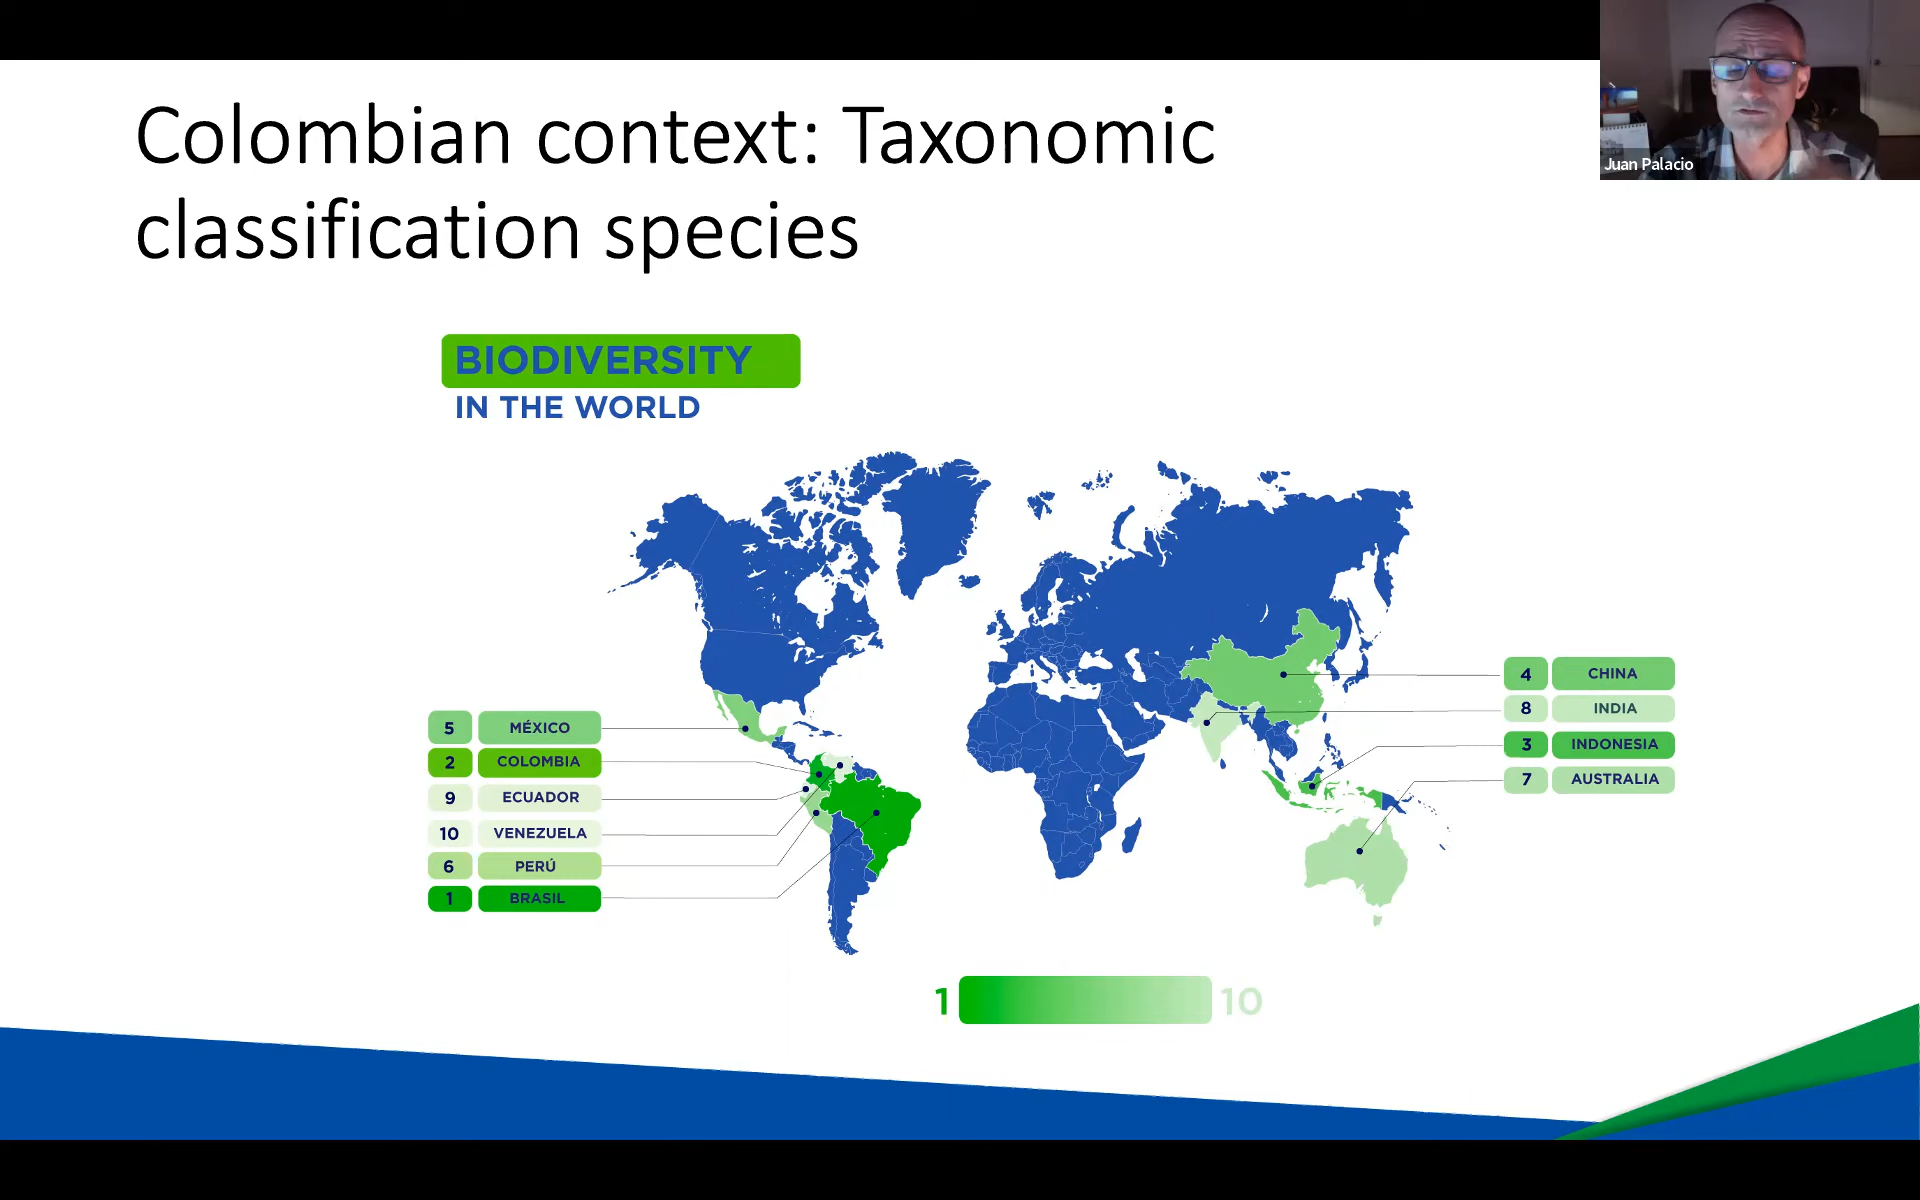 Colombian context: Taxonomic
classification species
Juan Palacio
BIODIVERSITY
IN THE WORLD
5 MÉXICO
2 COLOMBIA
9 ECUADOR
10 VENEZUELA
6 PERÚ
1 BRASIL
4 CHINA
8 INDIA
3 INDONESIA
7 AUSTRALIA
1 10